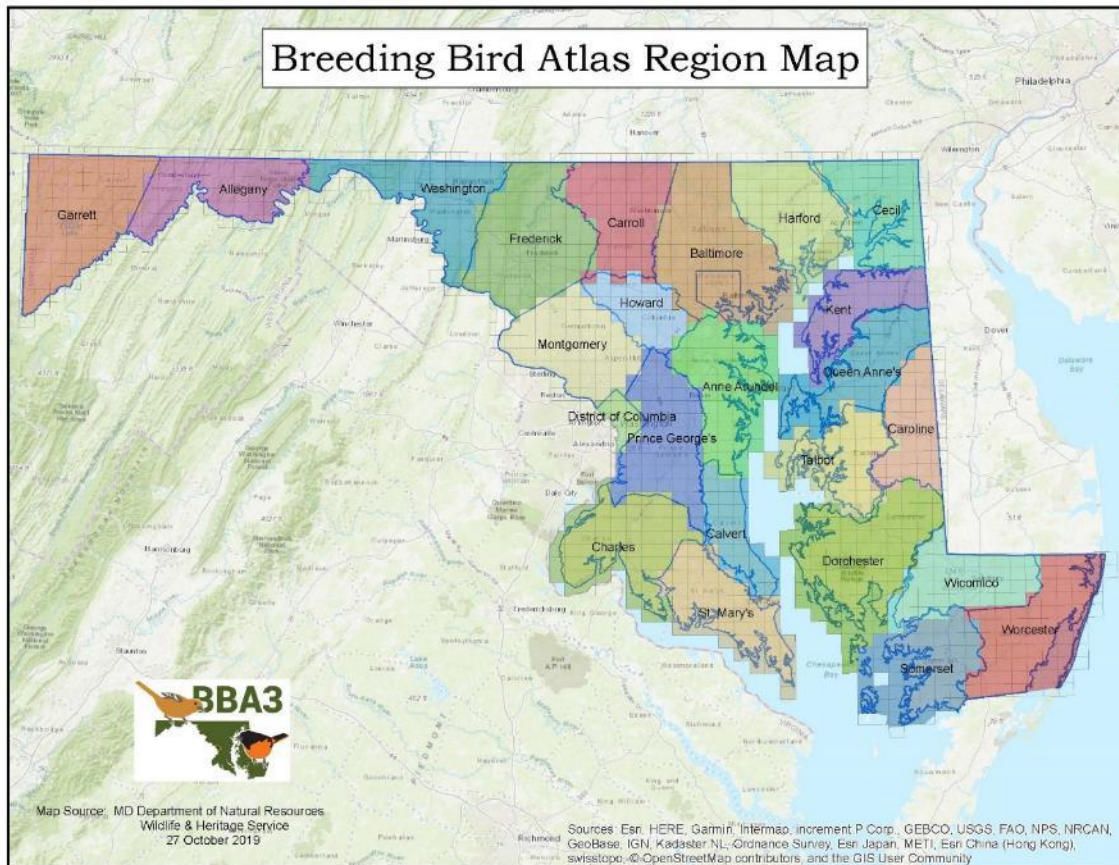 Breeding Bird Atlas Region Map
Philadelphia
Hanover
Wilmington
Garrett
Allegany
Washington
Frederick
Carroll
Baltimore
Harford
Cecil
Martinsburg
Winchester
Howard
Kent
Dover
Montgomery
Queen Anne's
Anne Arundel
Delaware
Bay
District of Columbia
Prince George's
Caroline
Talbot
Alexandria
Dale City
Calvert
Charles
Dorchester
Harrisonburg
Wicomico
St. Mary's
Fredericksburg
Worcester
Somerset
Staunton
Chesapeake
Bay
VIRGINIA
PIEDMONT
BBA3
Map Source: MD Department of Natural Resources
Wildlife & Heritage Service
27 October 2019
Richmond
Sources: Esri, HERE, Garmin, Intermap, increment P Corp., GEBCO, USGS, FAO, NPS, NRCAN,
GeoBase, IGN, Kadaster NL, Ordnance Survey, Esri Japan, METI, Esri China (Hong Kong),
swisstopo, © OpenStreetMap contributors, and the GIS User Community